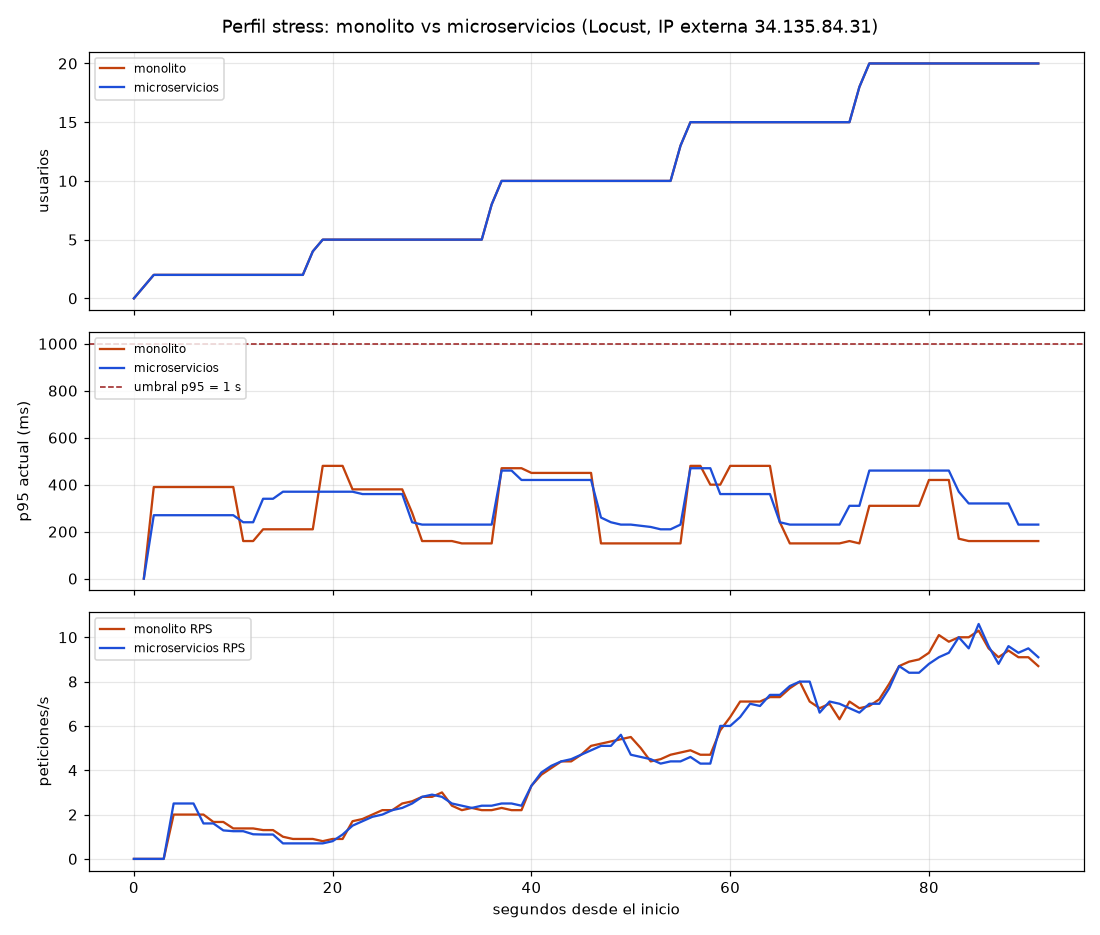 Perfil stress: monolito vs microservicios (Locust, IP externa 34.135.84.31)
20
15
10
5
0
usuarios
monolito
microservicios
1000
800
600
400
200
0
p95 actual (ms)
monolito
microservicios
umbral p95 = 1 s
10
8
6
4
2
0
peticiones/s
monolito RPS
microservicios RPS
0
20
40
60
80
segundos desde el inicio